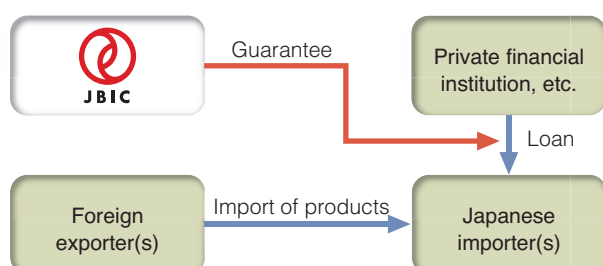 Guarantee
JBIC
Private financial
institution, etc.
Loan
Foreign
exporter(s)
Import of products
Japanese
importer(s)